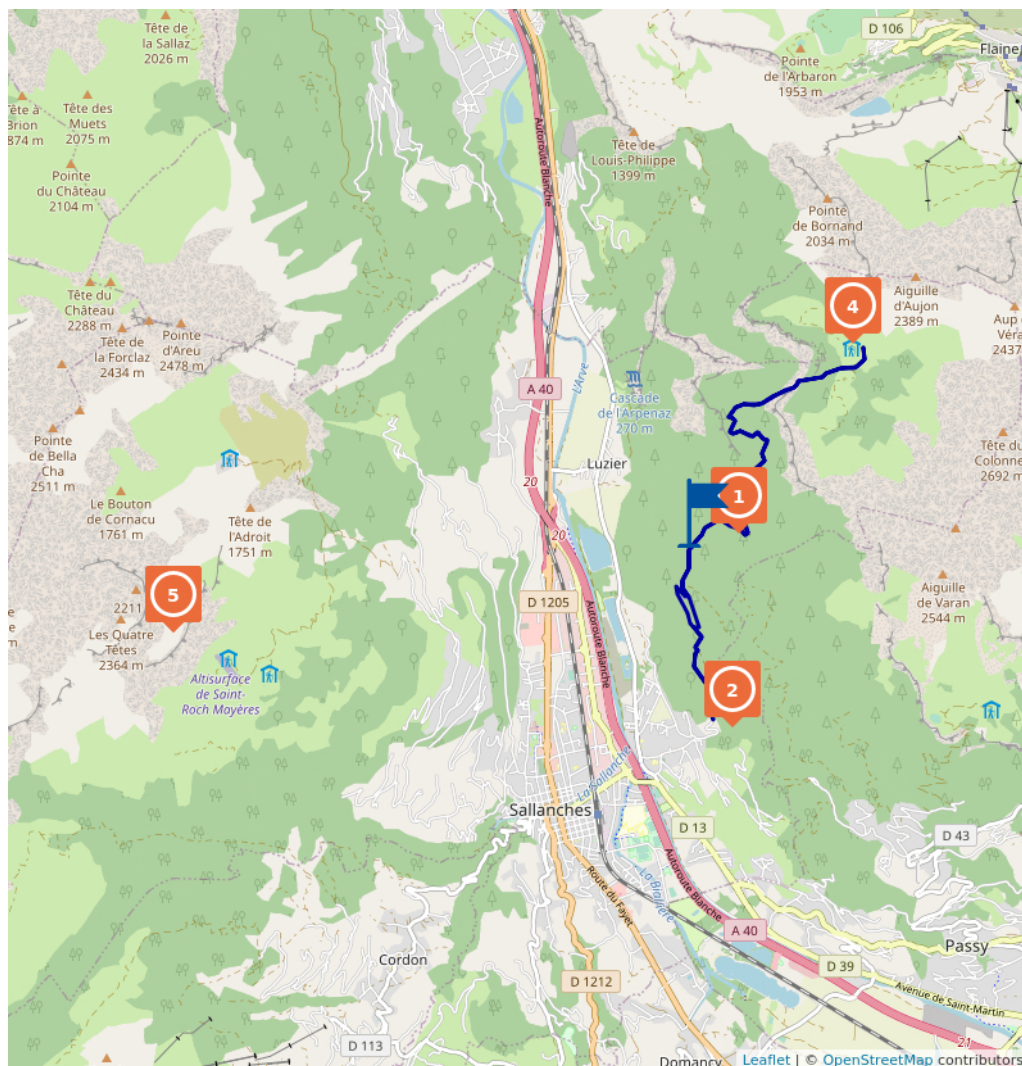 Tête de
la Sallaz
2026 m
D 106
Flaine
Pointe
de l'Arbaron
1953 m
Tête à
Brion
874 m
Tête des
Muets
2075 m
Autoroute Blanche
Tête de
Louis-Philippe
1399 m
Pointe
du Château
2104 m
Pointe
de Bornand
2034 m
Tête du
Château
2288 m
Tête de
la Forclaz
2434 m
Pointe
d'Areu
2478 m
4
Aiguille
d'Aujon
2389 m
Aup
Véra
2437
A 40
L'Arve
Cascade
de l'Arpenaz
270 m
Pointe
de Bella
Cha
2511 m
Luzier
Tête du
Colonne
2692 m
20
Le Bouton
de Cornacu
1761 m
Tête de
l'Adroit
1751 m
1
20
5
2211
Les Quatre
Têtes
2364 m
e
m
D 1205
Autoroute Blanche
Aiguille
de Varan
2544 m
Altisurface
de Saint-
Roch Mayères
2
La Sallanche
Sallanches
D 13
D 43
Autoroute Blanche
Route du Fayet
La Bialière
A 40
Cordon
Passy
D 39
D 1212
Avenue de Saint-Martin
D 113
21
Domancy
Leaflet | © OpenStreetMap contributors